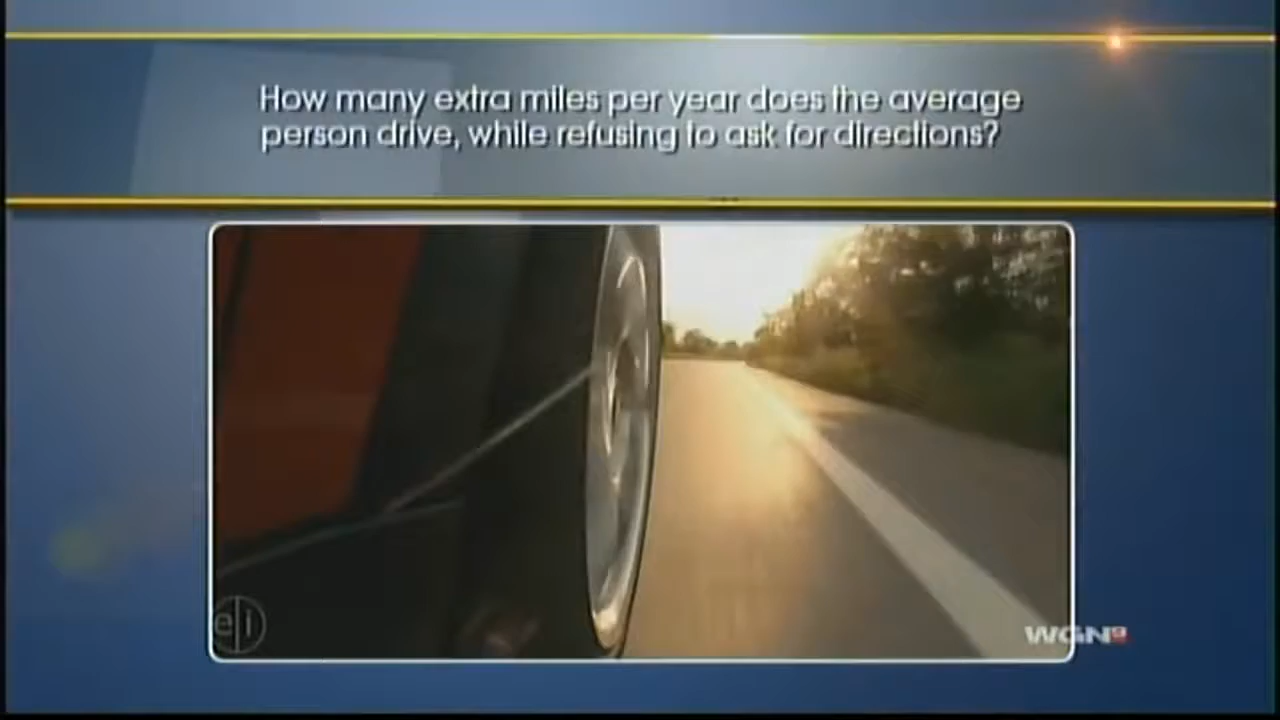 How many extra miles per year does the average
person drive, while refusing to ask for directions?
e i
WGN9